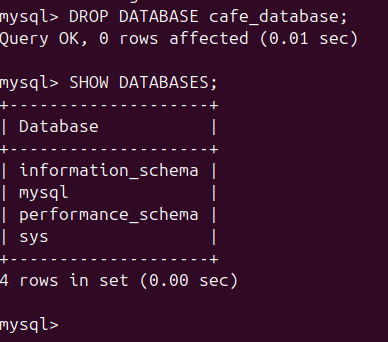 mysql> DROP DATABASE cafe_database;
Query OK, 0 rows affected (0.01 sec)
mysql> SHOW DATABASES;
+--------------------+
| Database           |
+--------------------+
| information_schema |
| mysql              |
| performance_schema |
| sys                |
+--------------------+
4 rows in set (0.00 sec)
mysql>